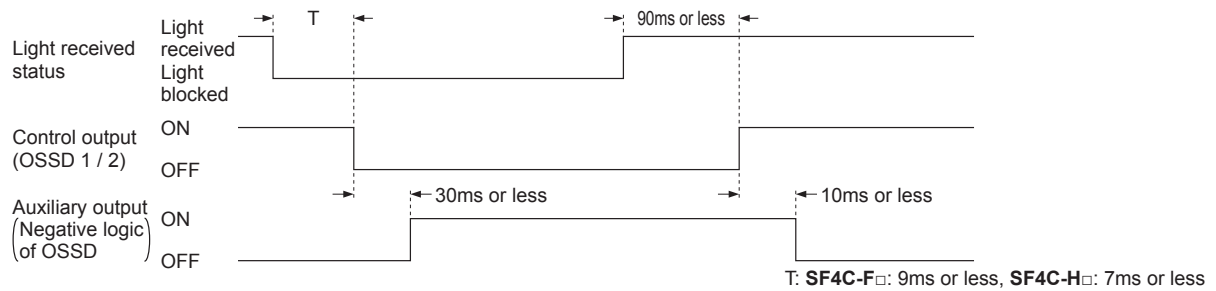 T
90ms or less
Light received status
Light received
Light blocked
Control output (OSSD 1 / 2)
ON
OFF
30ms or less
10ms or less
Auxiliary output (Negative logic of OSSD)
ON
OFF
T: SF4C-F□: 9ms or less, SF4C-H□: 7ms or less